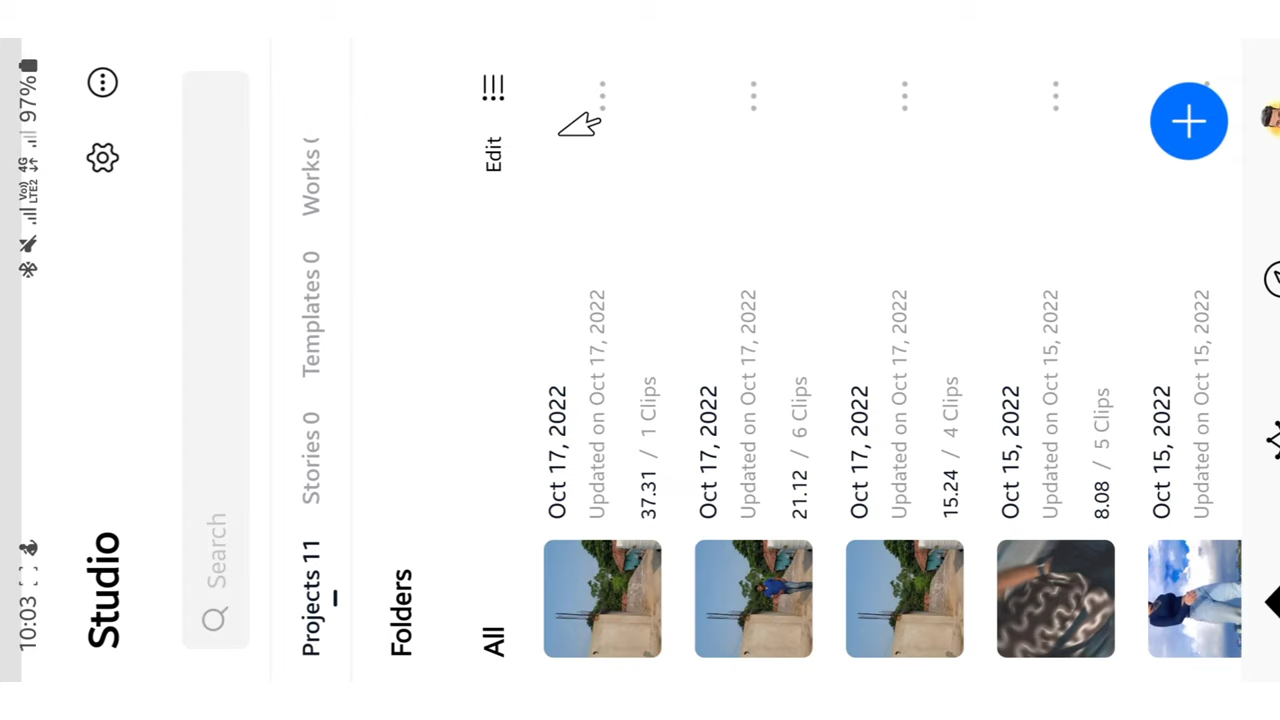 10:03 Vo)) LTE2 4G 97%
Studio
Search
Projects 11 Stories 0 Templates 0 Works (
Folders
All Edit
Oct 17, 2022
Updated on Oct 17, 2022
37.31 / 1 Clips
Oct 17, 2022
Updated on Oct 17, 2022
21.12 / 6 Clips
Oct 17, 2022
Updated on Oct 17, 2022
15.24 / 4 Clips
Oct 15, 2022
Updated on Oct 15, 2022
8.08 / 5 Clips
Oct 15, 2022
Updated on Oct 15, 2022